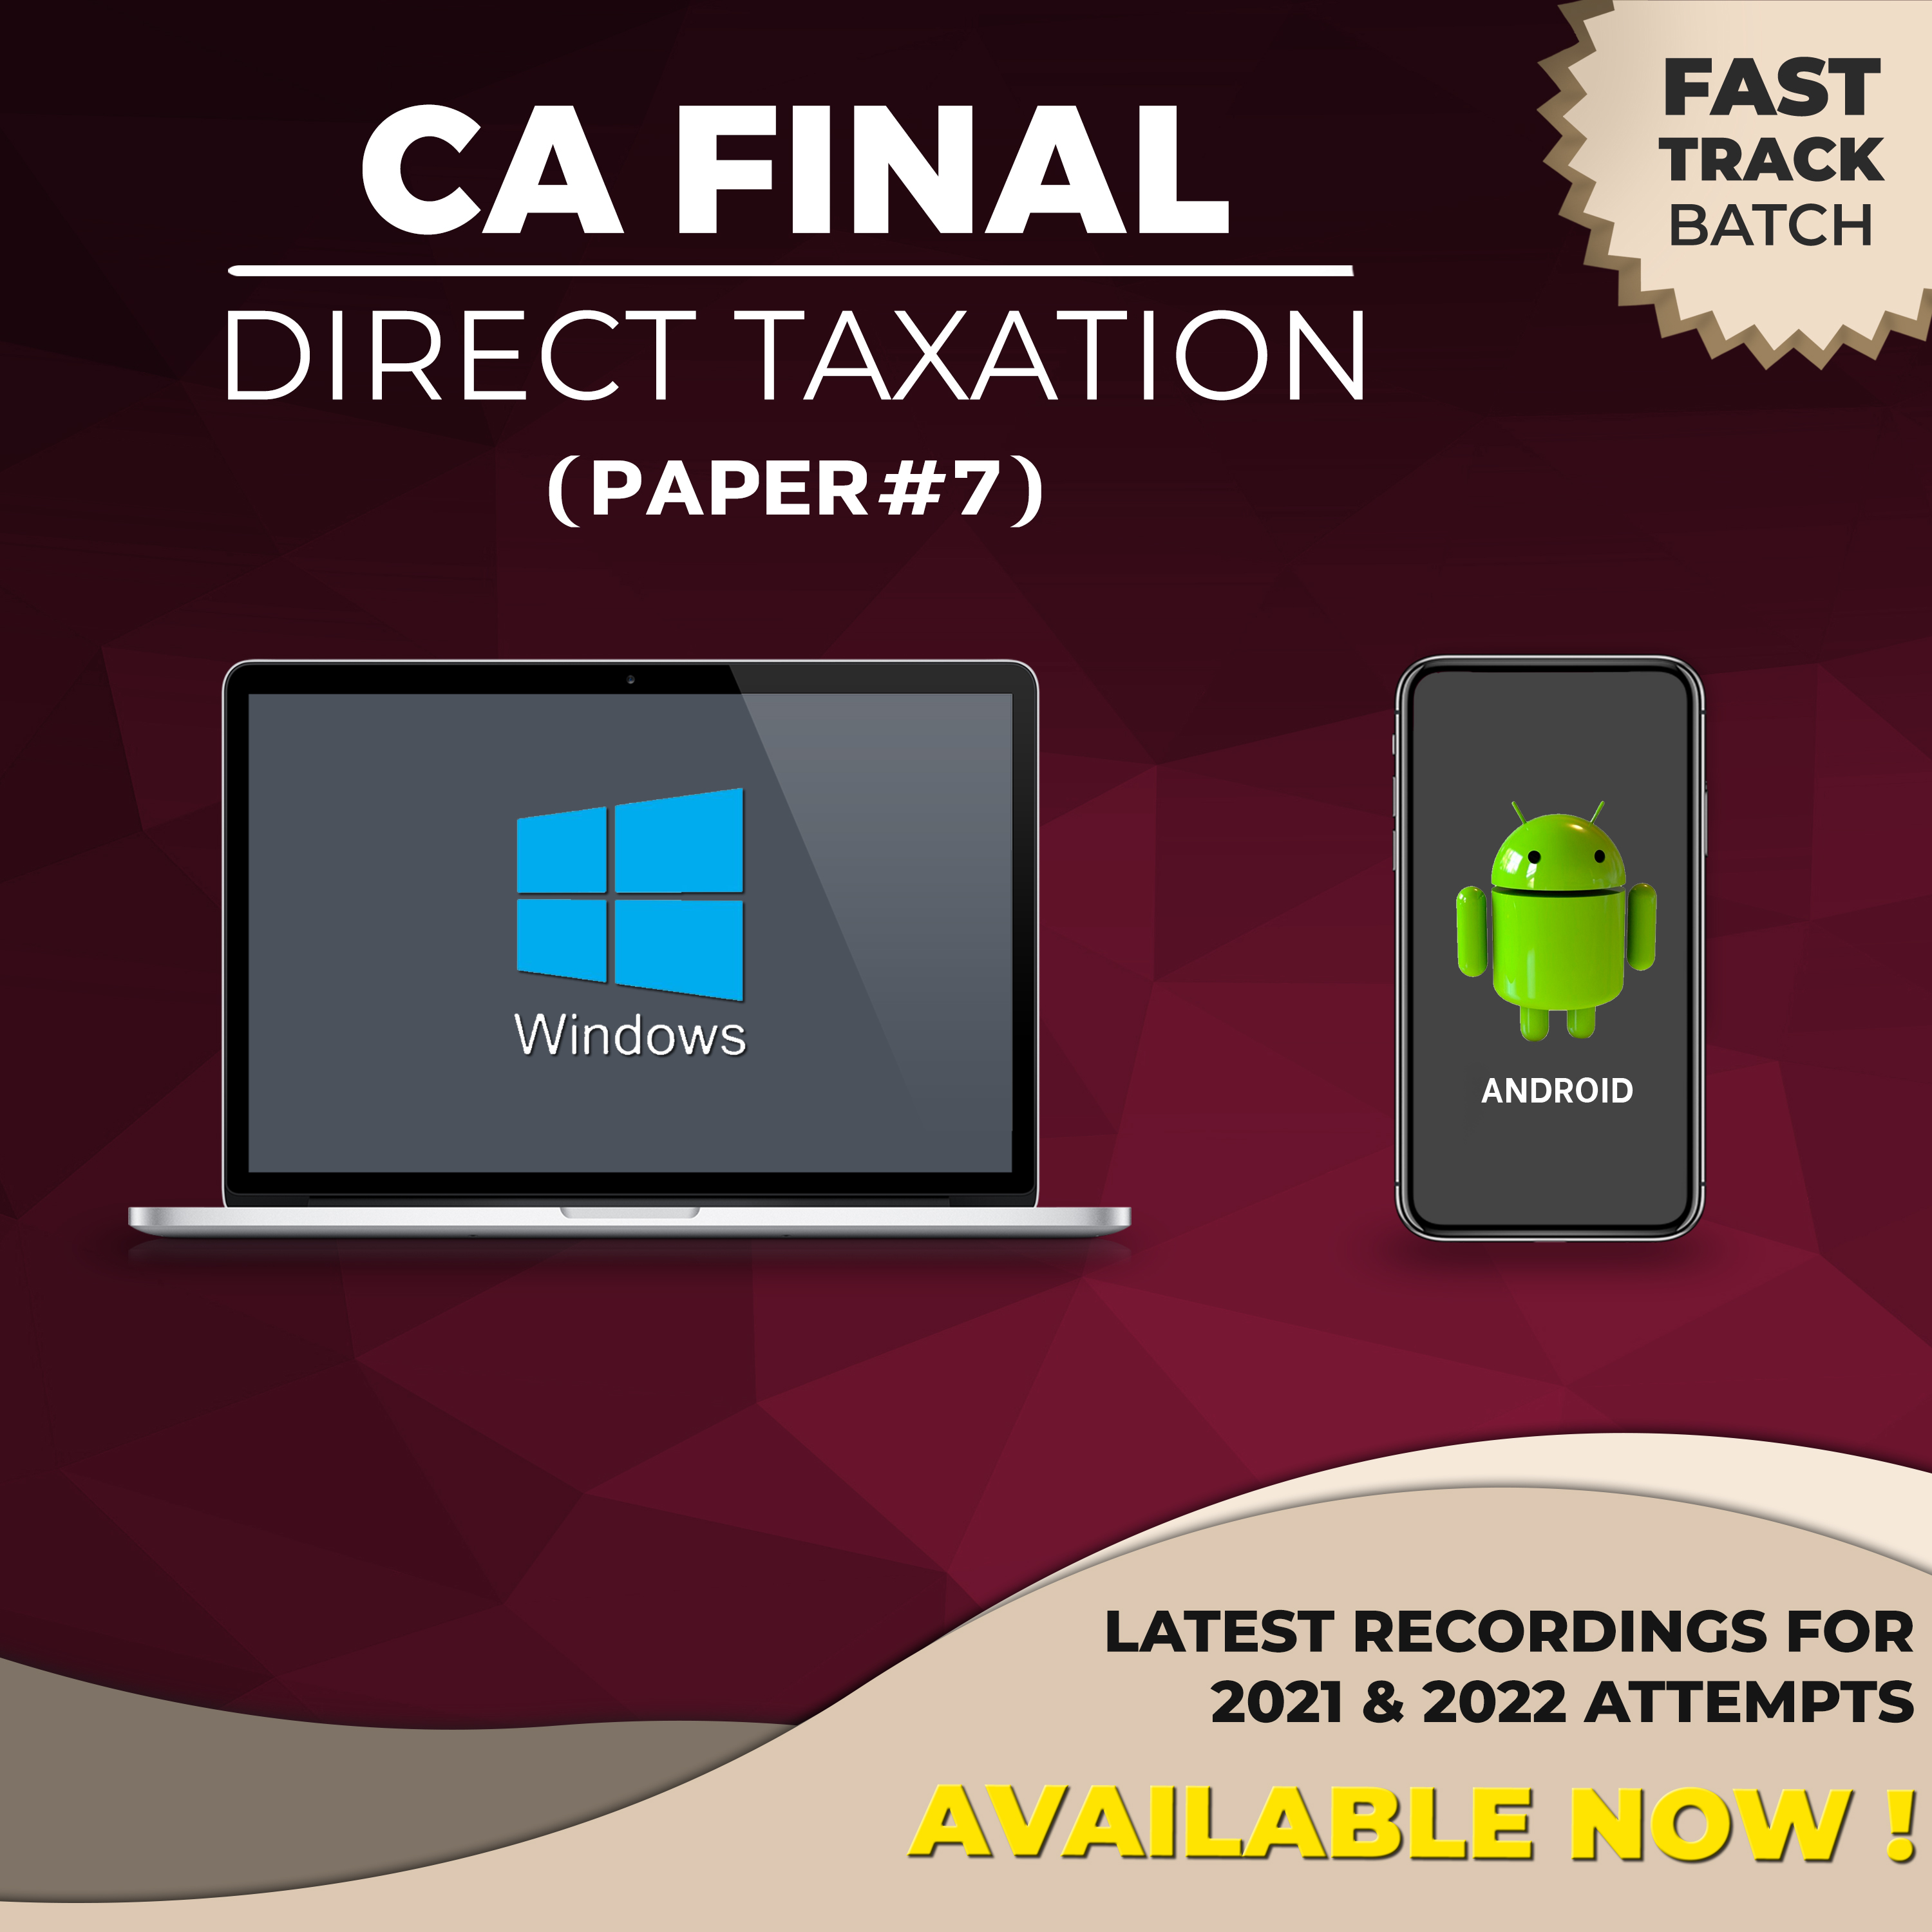 CA FINAL
DIRECT TAXATION
(PAPER#7)
FAST
TRACK
BATCH
Windows
ANDROID
LATEST RECORDINGS FOR
2021 & 2022 ATTEMPTS
AVAILABLE NOW !